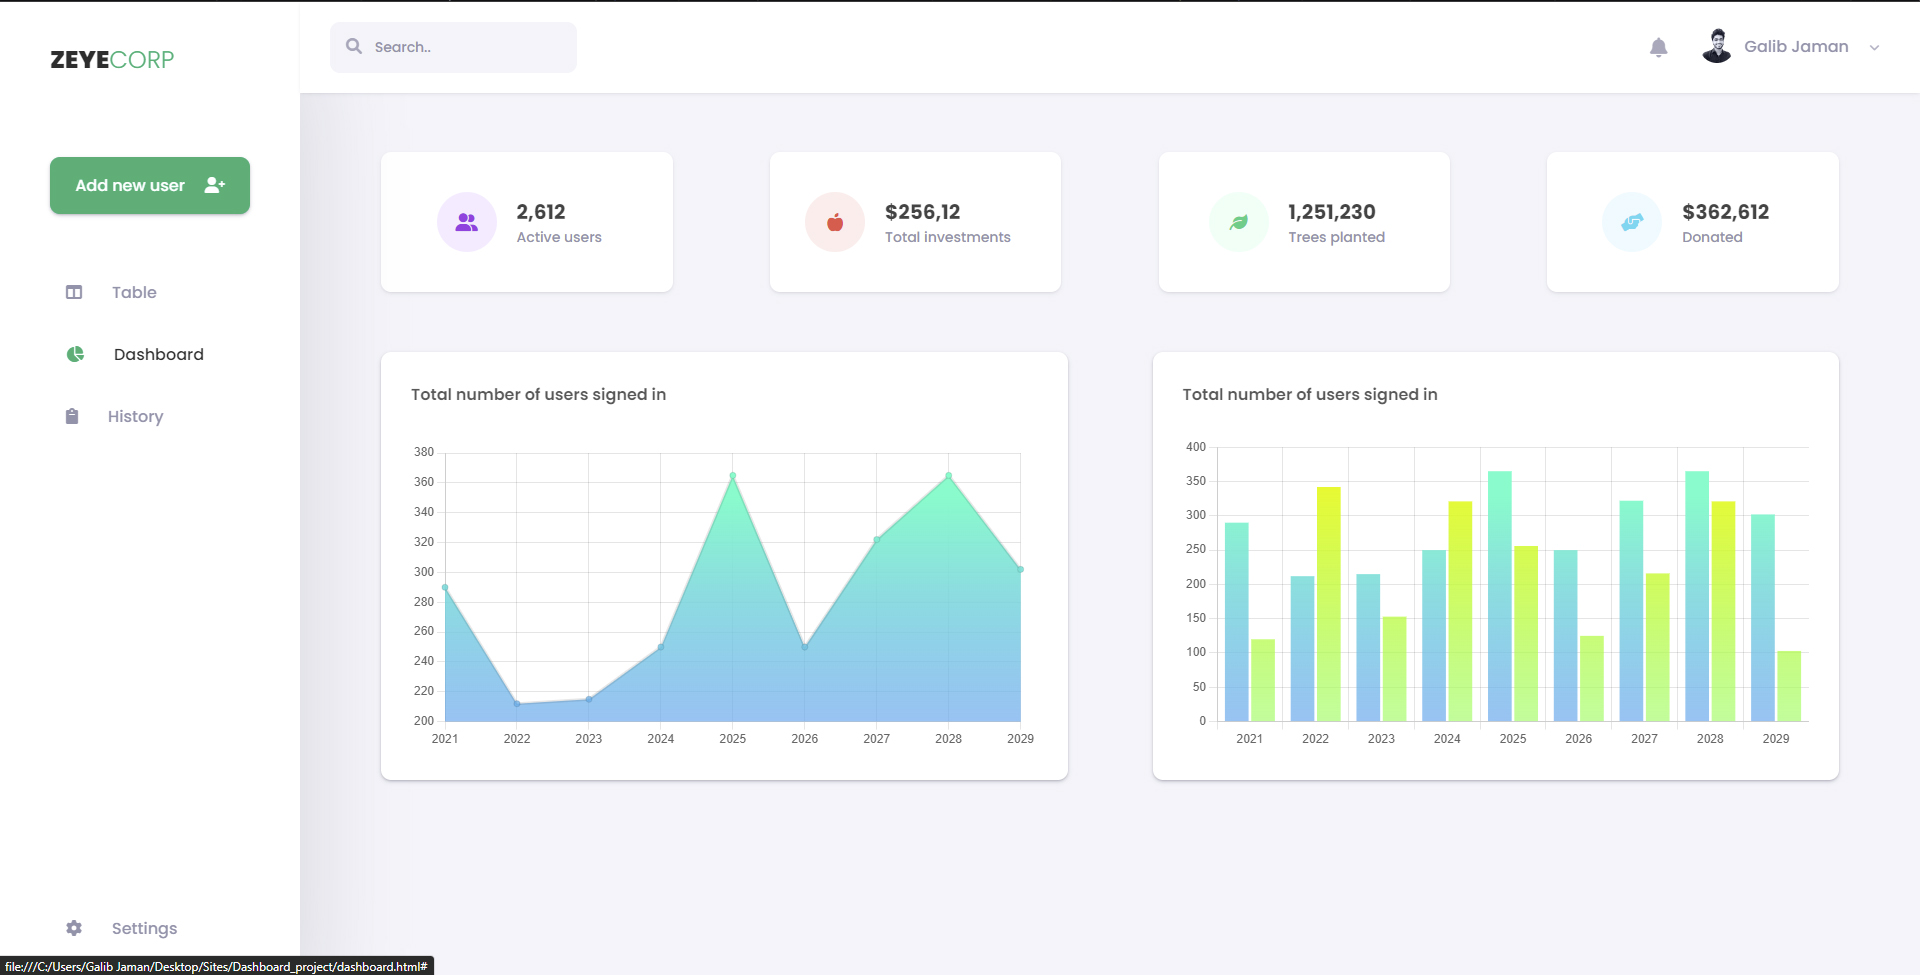 ZEYECORP
Search..
Galib Jaman
Add new user
Table
Dashboard
History
Settings
2,612
Active users
$256,12
Total investments
1,251,230
Trees planted
$362,612
Donated
Total number of users signed in
380
360
340
320
300
280
260
240
220
200
2021 2022 2023 2024 2025 2026 2027 2028 2029
Total number of users signed in
400
350
300
250
200
150
100
50
0
2021 2022 2023 2024 2025 2026 2027 2028 2029
file:///C:/Users/Galib Jaman/Desktop/Sites/Dashboard_project/dashboard.html#